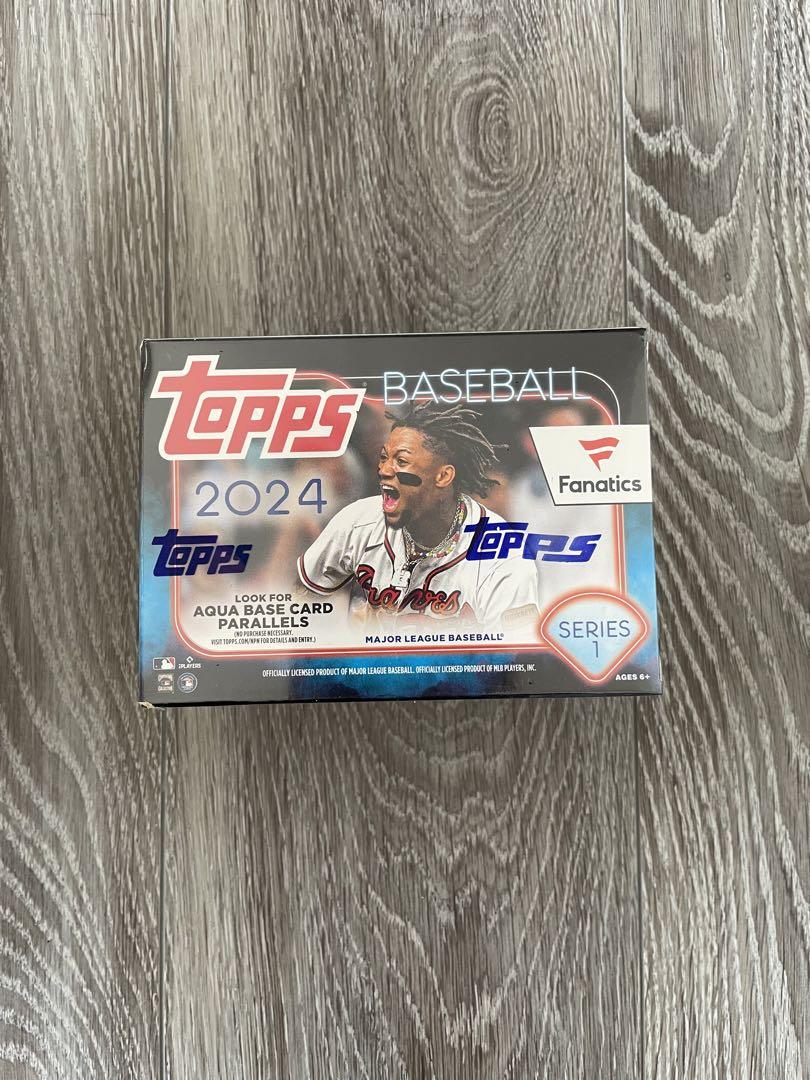 TOPPS
BASEBALL
2024
Fanatics
TOPPS
TOPPS
Braves
LOOK FOR
AQUA BASE CARD
PARALLELS
(NO PURCHASE NECESSARY.
VISIT TOPPS.COM/NPN FOR DETAILS AND ENTRY.)
MAJOR LEAGUE BASEBALL®
SERIES
1
PLAYERS
OFFICIALLY LICENSED PRODUCT OF MAJOR LEAGUE BASEBALL. OFFICIALLY LICENSED PRODUCT OF MLB PLAYERS, INC.
AGES 6+